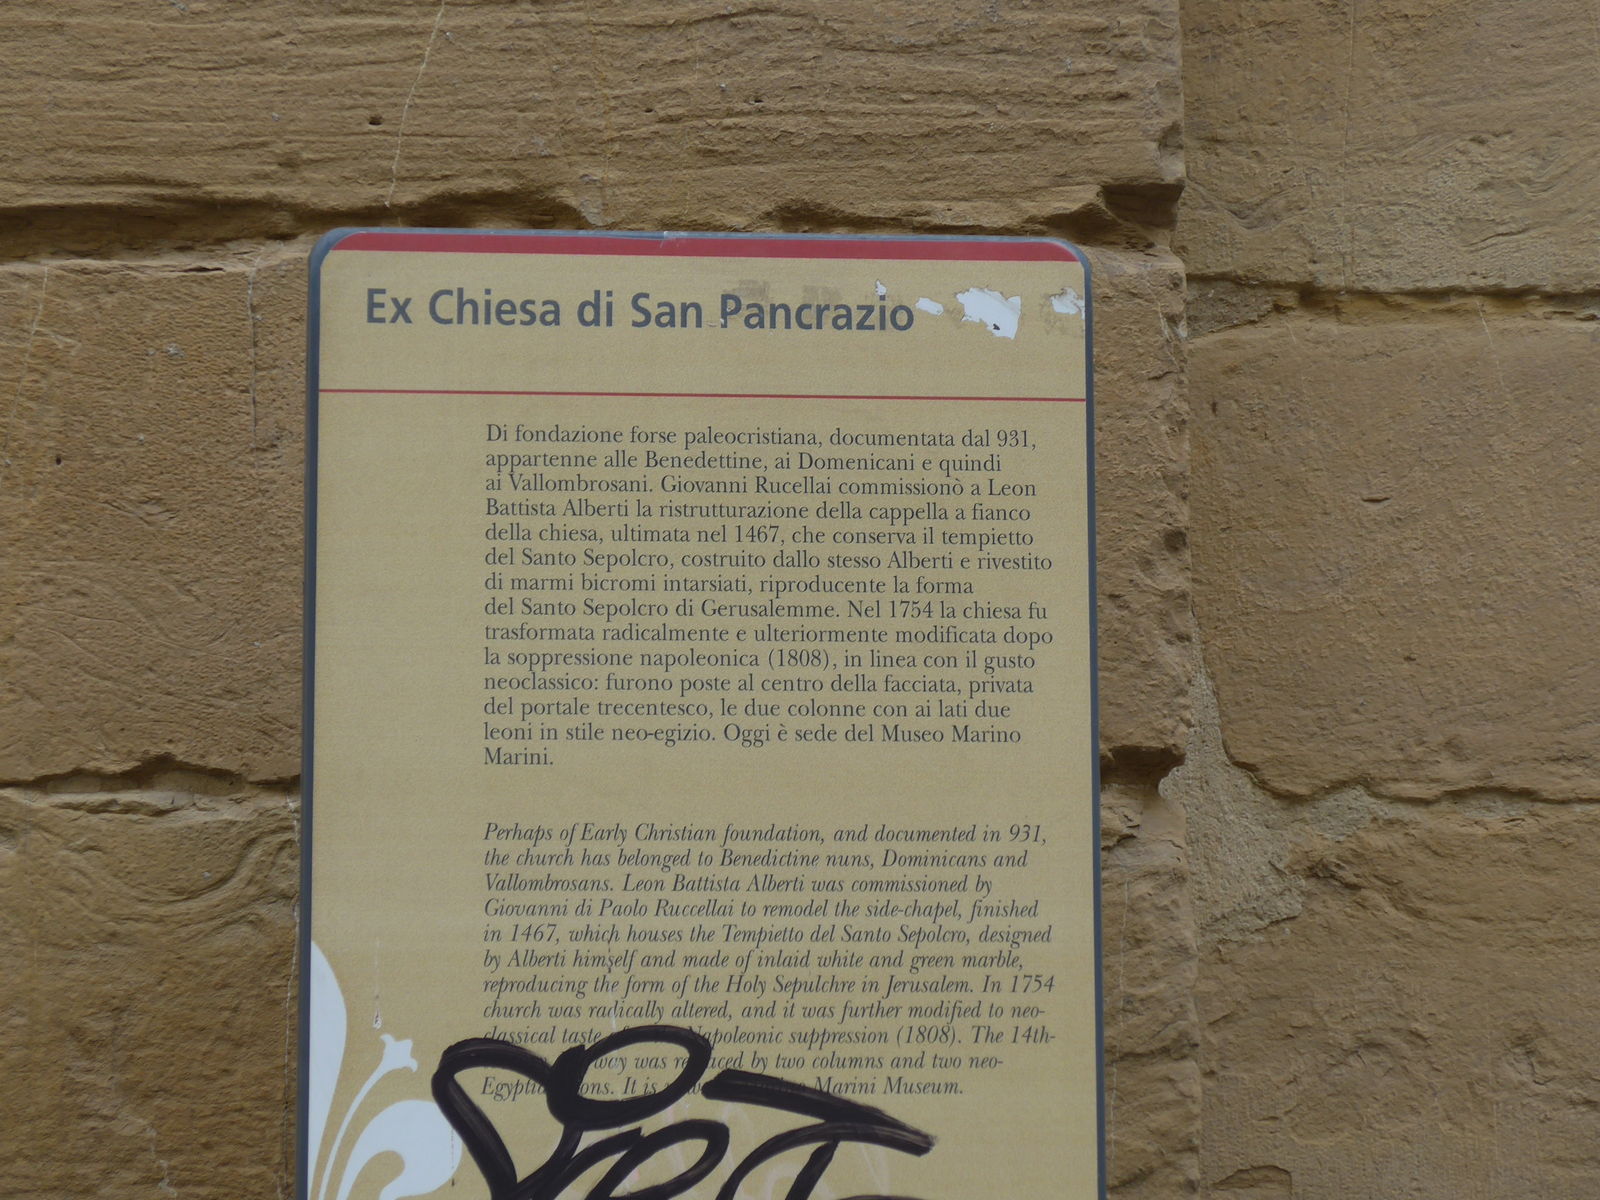 Ex Chiesa di San Pancrazio
Di fondazione forse paleocristiana, documentata dal 931,
appartenne alle Benedettine, ai Domenicani e quindi
ai Vallombrosani. Giovanni Rucellai commissionò a Leon
Battista Alberti la ristrutturazione della cappella a fianco
della chiesa, ultimata nel 1467, che conserva il tempietto
del Santo Sepolcro, costruito dallo stesso Alberti e rivestito
di marmi bicromi intarsiati, riproducente la forma
del Santo Sepolcro di Gerusalemme. Nel 1754 la chiesa fu
trasformata radicalmente e ulteriormente modificata dopo
la soppressione napoleonica (1808), in linea con il gusto
neoclassico: furono poste al centro della facciata, privata
del portale trecentesco, le due colonne con ai lati due
leoni in stile neo-egizio. Oggi è sede del Museo Marino
Marini.
Perhaps of Early Christian foundation, and documented in 931,
the church has belonged to Benedictine nuns, Dominicans and
Vallombrosans. Leon Battista Alberti was commissioned by
Giovanni di Paolo Ruccellai to remodel the side-chapel, finished
in 1467, which houses the Tempietto del Santo Sepolcro, designed
by Alberti himself and made of inlaid white and green marble,
reproducing the form of the Holy Sepulchre in Jerusalem. In 1754
church was radically altered, and it was further modified to neo-
classical taste Napoleonic suppression (1808). The 14th-
was replaced by two columns and two neo-
Egyptian lions. It is Marini Museum.